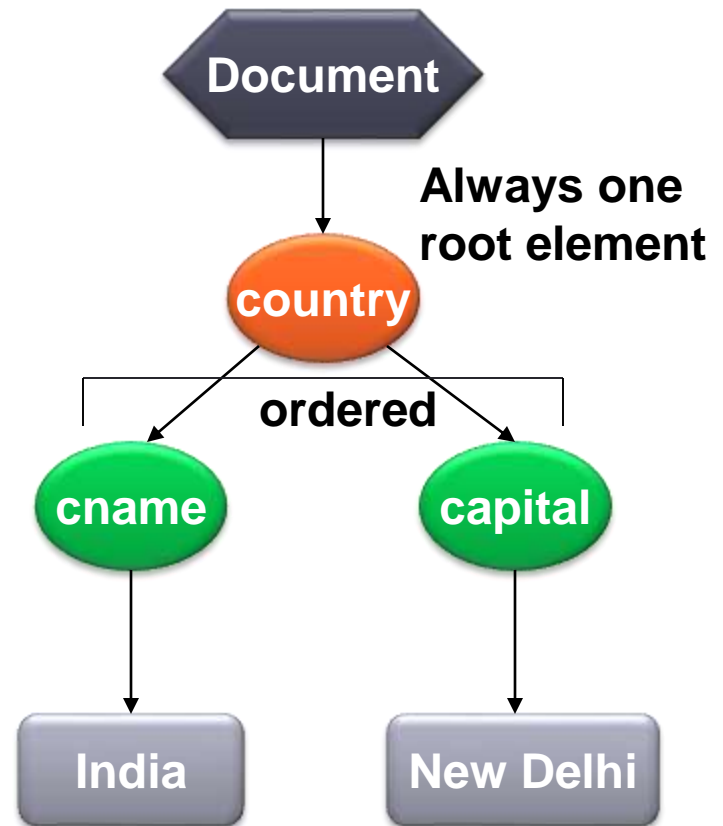 Document
Always one
root element
country
ordered
cname
capital
India
New Delhi